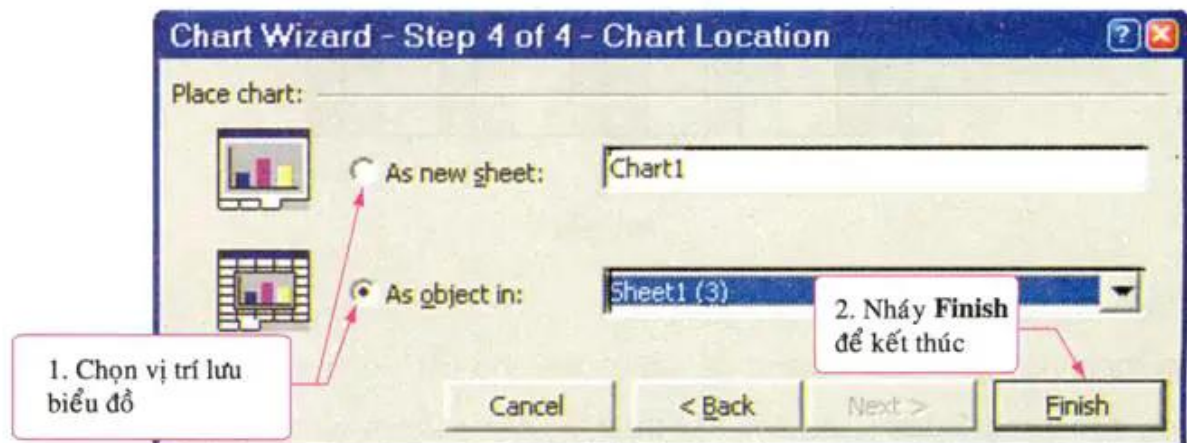 Chart Wizard - Step 4 of 4 - Chart Location
Place chart:
As new sheet:
Chart1
As object in:
Sheet1 (3)
2. Nháy Finish
để kết thúc
1. Chọn vị trí lưu
biểu đồ
Cancel
< Back
Next >
Finish